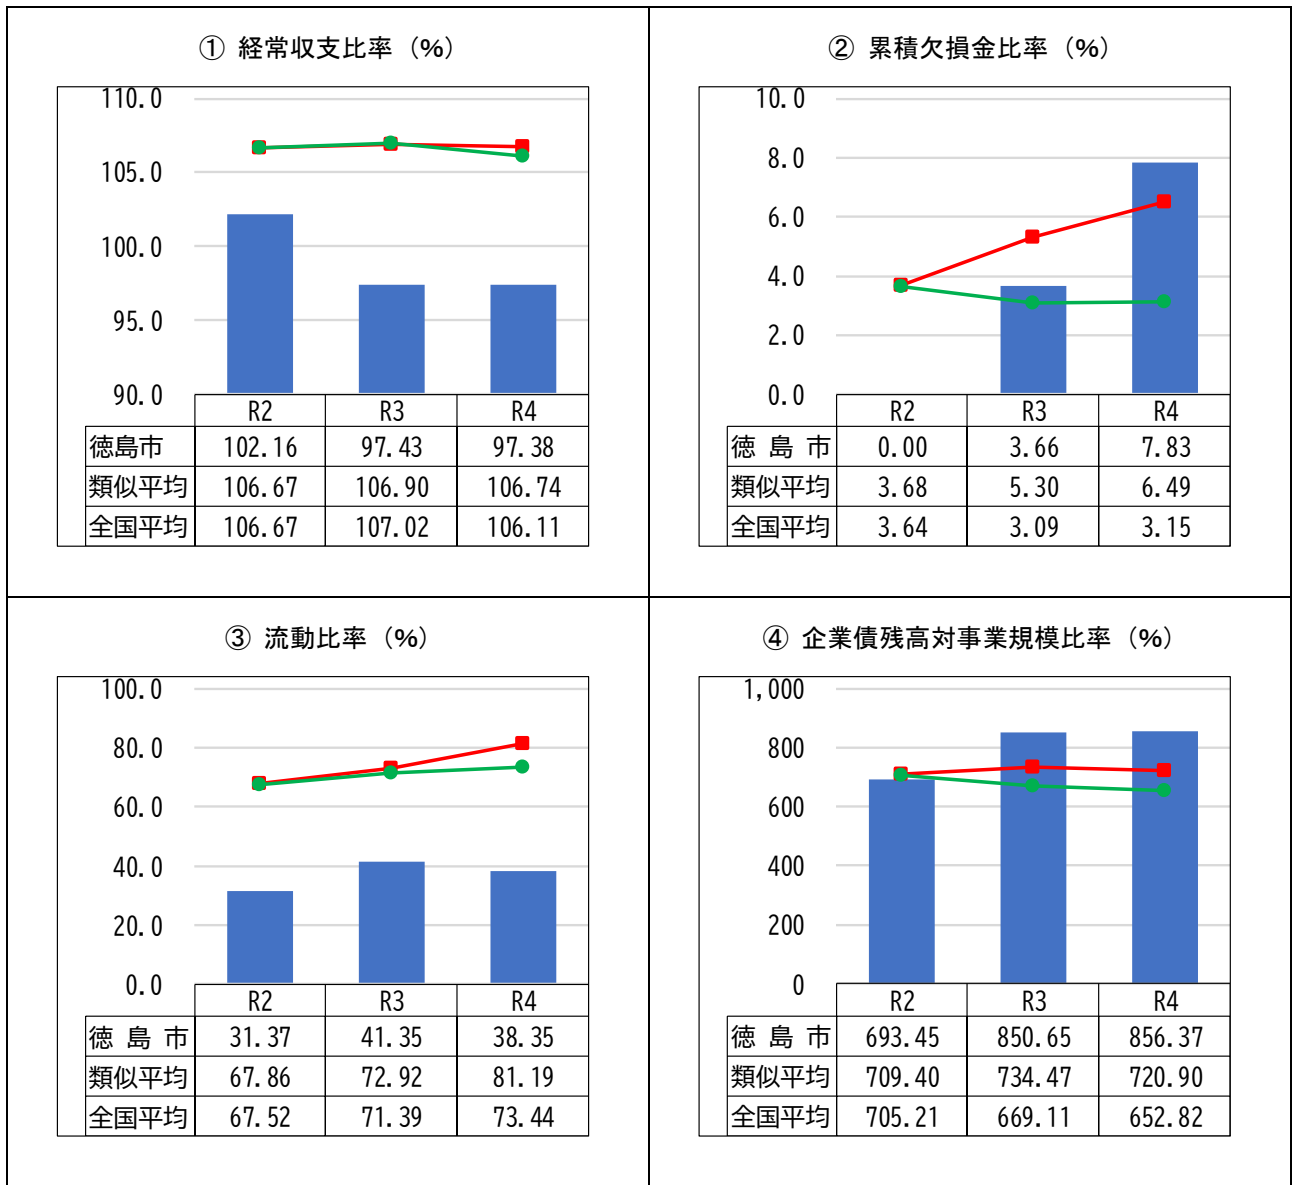 ① 経常収支比率（%）
110.0
105.0
100.0
95.0
90.0
R2 R3 R4
徳島市 102.16 97.43 97.38
類似平均 106.67 106.90 106.74
全国平均 106.67 107.02 106.11
② 累積欠損金比率（%）
10.0
8.0
6.0
4.0
2.0
0.0
R2 R3 R4
徳島市 0.00 3.66 7.83
類似平均 3.68 5.30 6.49
全国平均 3.64 3.09 3.15
③ 流動比率（%）
100.0
80.0
60.0
40.0
20.0
0.0
R2 R3 R4
徳島市 31.37 41.35 38.35
類似平均 67.86 72.92 81.19
全国平均 67.52 71.39 73.44
④ 企業債残高対事業規模比率（%）
1,000
800
600
400
200
0
R2 R3 R4
徳島市 693.45 850.65 856.37
類似平均 709.40 734.47 720.90
全国平均 705.21 669.11 652.82